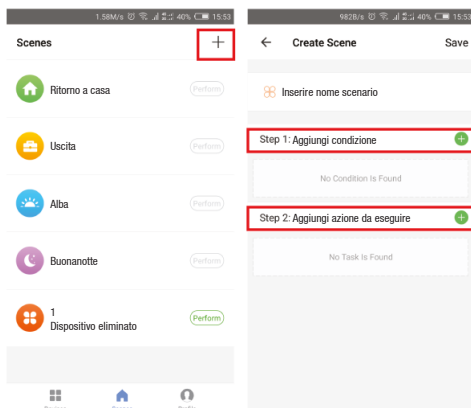 1.58M/s 40% 15:53
Scenes
Ritorno a casa
Perform
Uscita
Perform
Alba
Perform
Buonanotte
Perform
1
Dispositivo eliminato
Perform
982B/s 40% 15:53
Create Scene
Save
Inserire nome scenario
Step 1: Aggiungi condizione
No Condition Is Found
Step 2: Aggiungi azione da eseguire
No Task Is Found